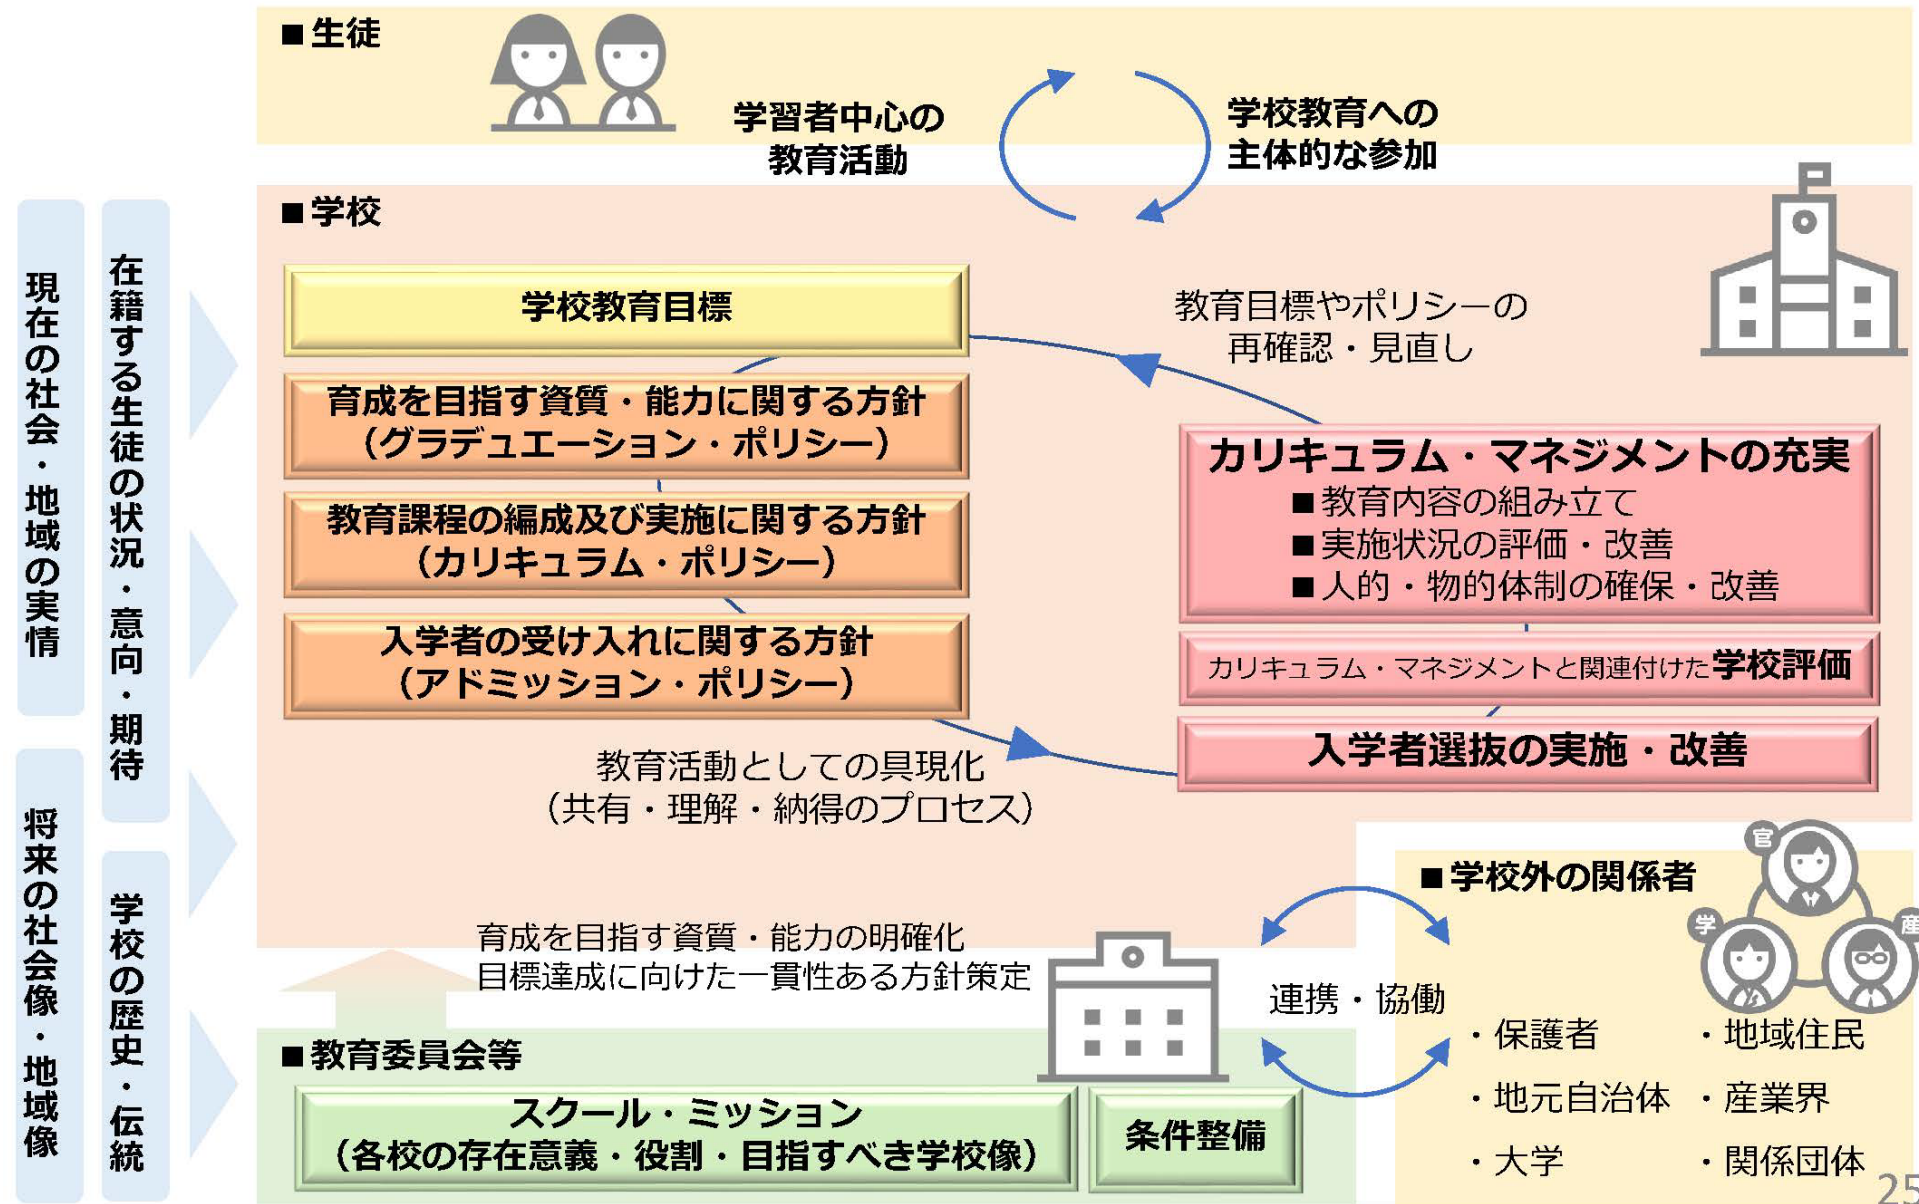 ■生徒
学習者中心の
教育活動
学校教育への
主体的な参加
現在の社会・地域の実情
将来の社会像・地域像
在籍する生徒の状況・意向・期待
学校の歴史・伝統
■学校
学校教育目標
育成を目指す資質・能力に関する方針
（グラデュエーション・ポリシー）
教育課程の編成及び実施に関する方針
（カリキュラム・ポリシー）
入学者の受け入れに関する方針
（アドミッション・ポリシー）
教育目標やポリシーの
再確認・見直し
カリキュラム・マネジメントの充実
■教育内容の組み立て
■実施状況の評価・改善
■人的・物的体制の確保・改善
カリキュラム・マネジメントと関連付けた学校評価
入学者選抜の実施・改善
教育活動としての具現化
（共有・理解・納得のプロセス）
育成を目指す資質・能力の明確化
目標達成に向けた一貫性ある方針策定
■教育委員会等
スクール・ミッション
（各校の存在意義・役割・目指すべき学校像）
条件整備
連携・協働
■学校外の関係者
官
学
産
・保護者
・地域住民
・地元自治体
・産業界
・大学
・関係団体
25